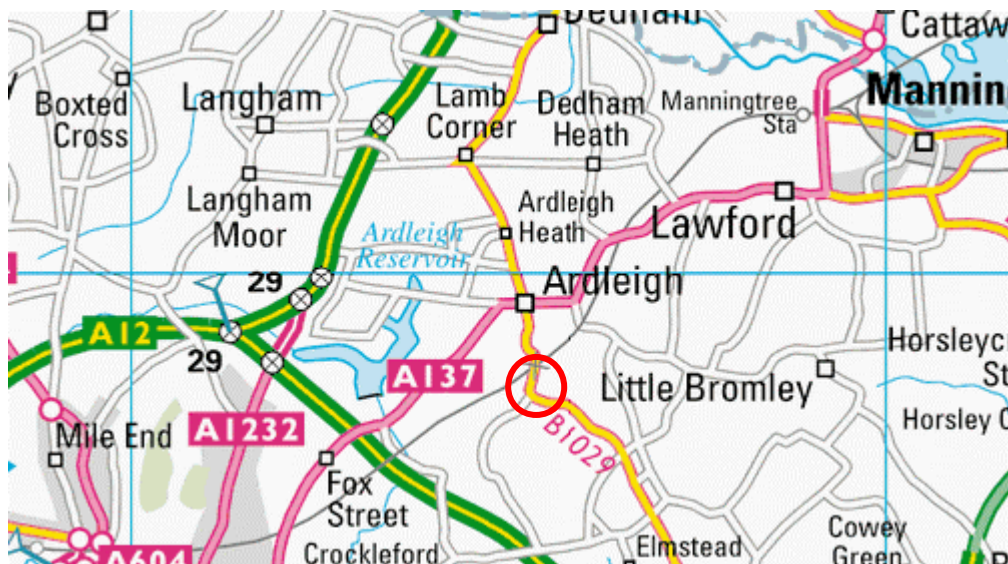 Dedham
Cattaw
Boxted
Cross
Langham
Lamb
Corner
Dedham
Heath
Manningtree
Sta
Mannin
Langham
Moor
Ardleigh
Heath
Lawford
Ardleigh
Reservoir
29
Ardleigh
A12
29
A137
Little Bromley
Horsleyc
St
Mile End
A1232
B1029
Horsley
Fox
Street
Crockleford
Elmstead
Cowey
Green
A604